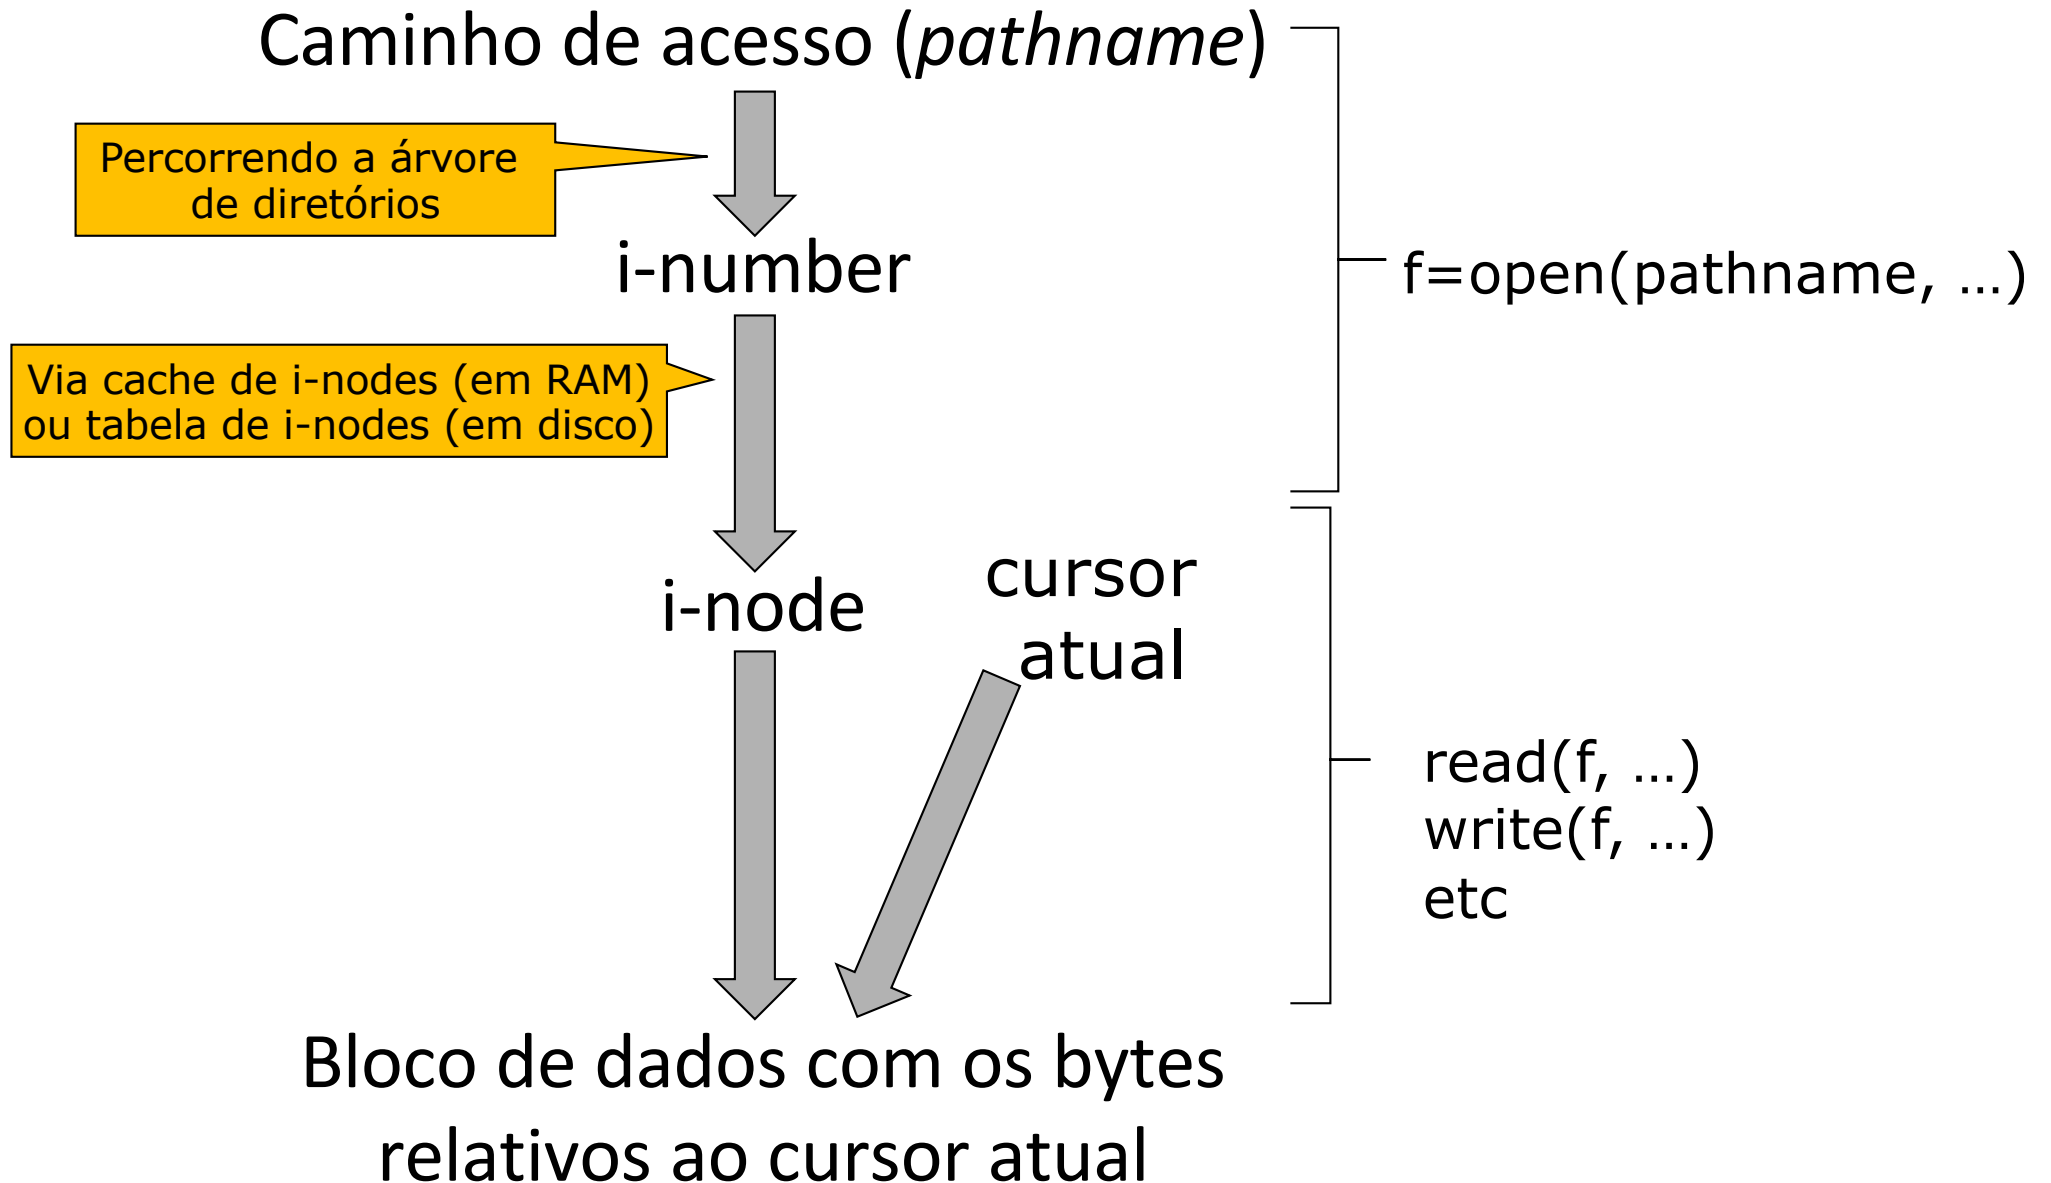 Caminho de acesso (pathname)
Percorrendo a árvore
de diretórios
i-number
f=open(pathname, …)
Via cache de i-nodes (em RAM)
ou tabela de i-nodes (em disco)
i-node
cursor
atual
read(f, …)
write(f, …)
etc
Bloco de dados com os bytes
relativos ao cursor atual